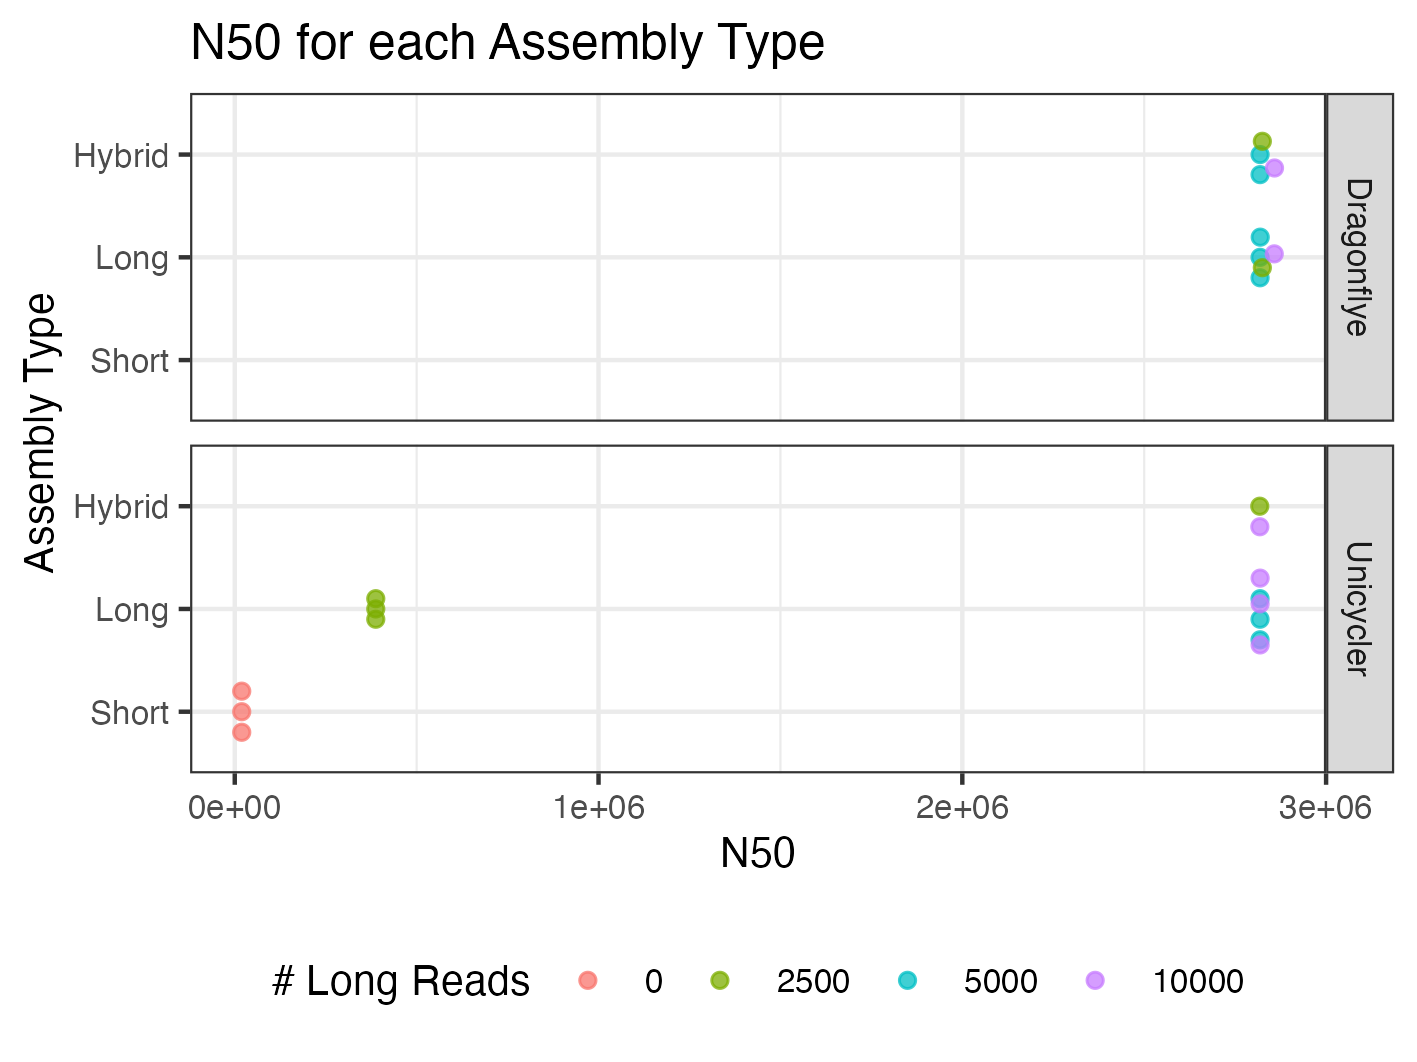 N50 for each Assembly Type
Hybrid
Long
Short
Dragonflye
Assembly Type
Hybrid
Long
Short
Unicycler
0e+00 1e+06 2e+06 3e+06
N50
# Long Reads 0 2500 5000 10000